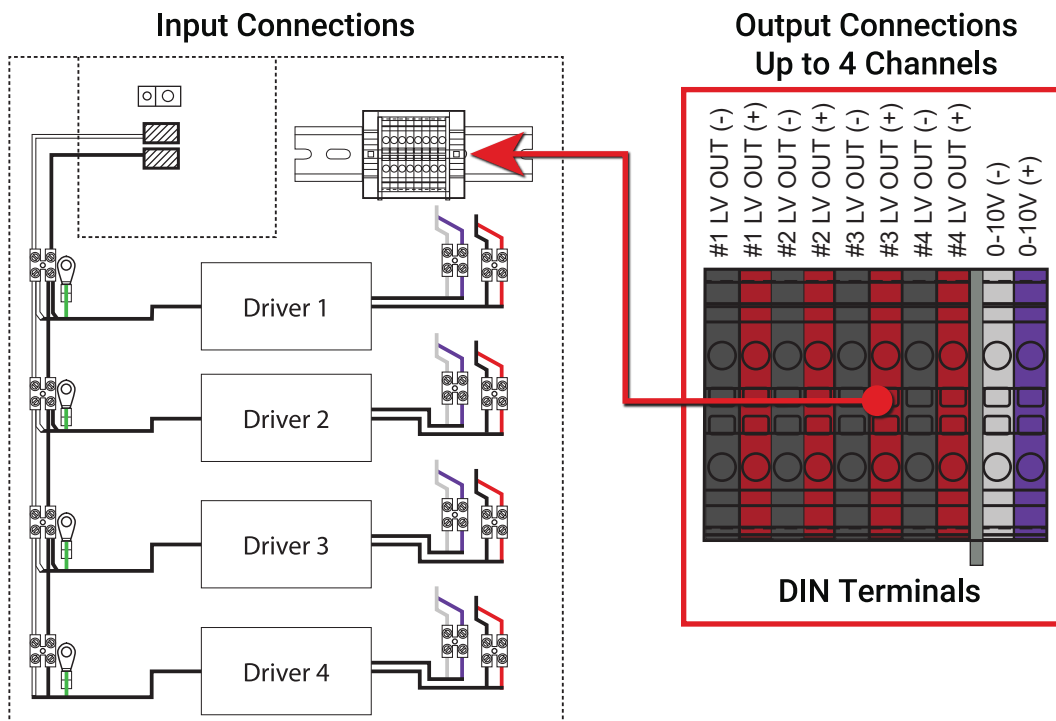 Input Connections
Output Connections
Up to 4 Channels
#1 LV OUT (-)
#1 LV OUT (+)
#2 LV OUT (-)
#2 LV OUT (+)
#3 LV OUT (-)
#3 LV OUT (+)
#4 LV OUT (-)
#4 LV OUT (+)
0-10V (-)
0-10V (+)
Driver 1
Driver 2
Driver 3
Driver 4
DIN Terminals